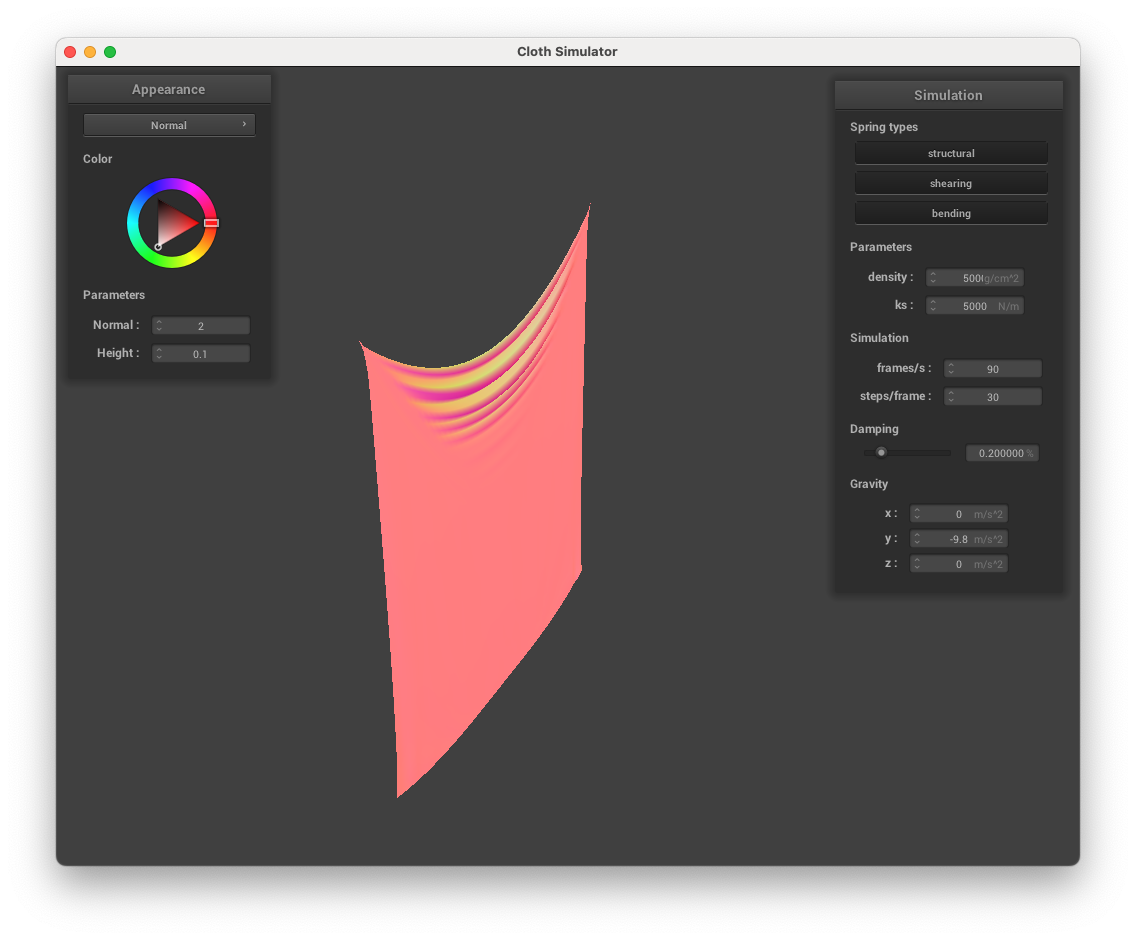 Cloth Simulator
Appearance
Normal
Color
Parameters
Normal : 2
Height : 0.1
Simulation
Spring types
structural
shearing
bending
Parameters
density : g/cm^2
ks : 5000 N/m
Simulation
frames/s : 90
steps/frame : 30
Damping
0.200000 %
Gravity
x : 0 m/s^2
y : -9.8 m/s^2
z : 0 m/s^2